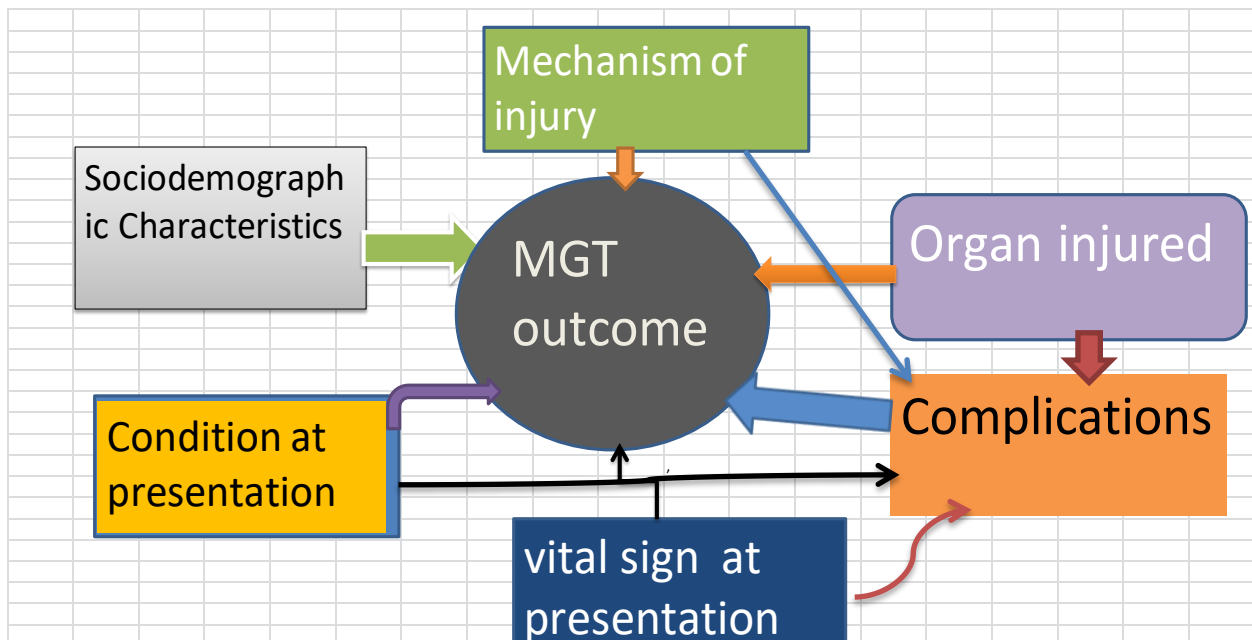 Mechanism of
injury
Sociodemograph
ic Characteristics
MGT
outcome
Organ injured
Condition at
presentation
Complications
vital sign  at
presentation